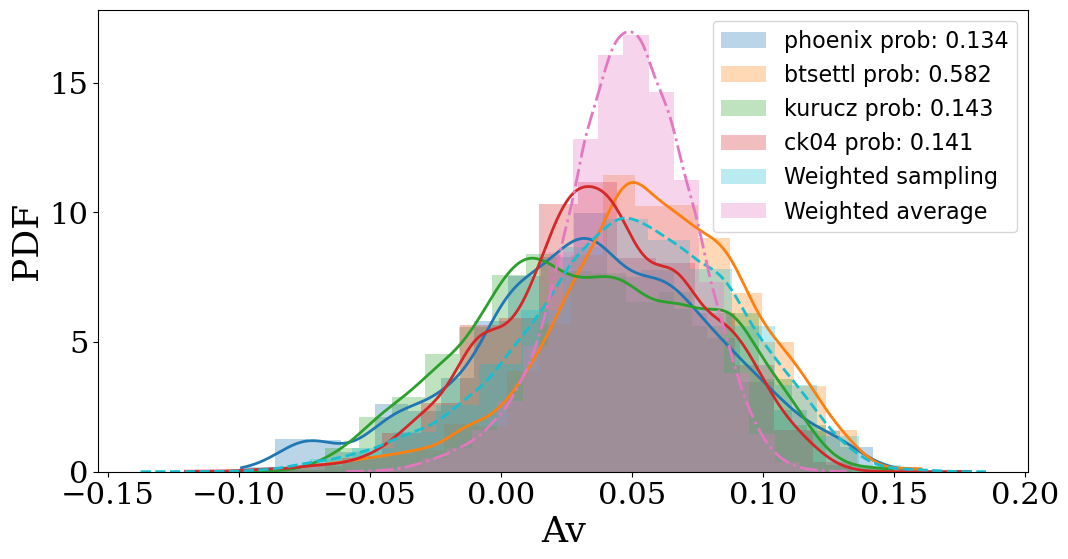 phoenix prob: 0.134
btsettl prob: 0.582
kurucz prob: 0.143
ck04 prob: 0.141
Weighted sampling
Weighted average
15
10
5
0
PDF
−0.15 −0.10 −0.05 0.00 0.05 0.10 0.15 0.20
Av